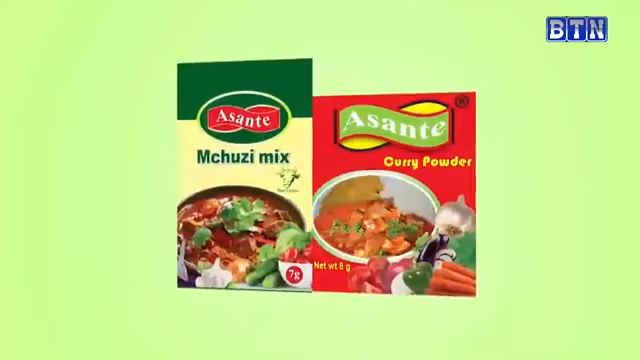 BTN
Asante
Mchuzi mix
7g
Asante
®
Curry Powder
Net wt 8 g